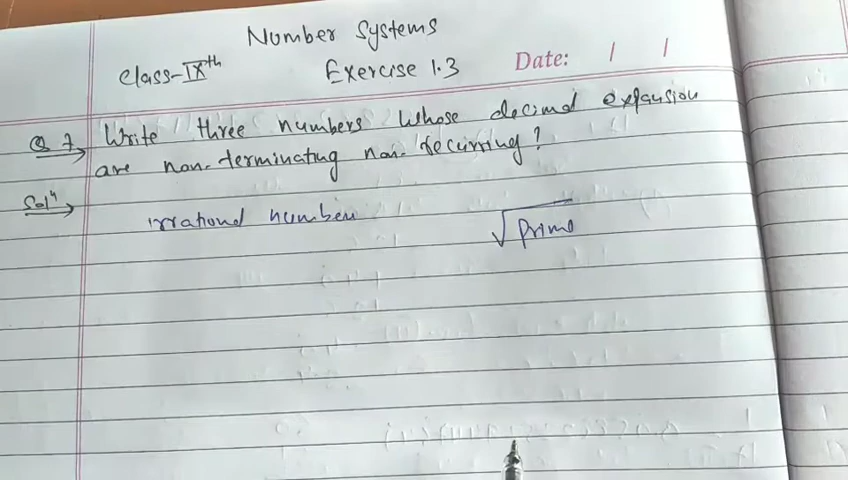 Number Systems
Class-IXth Exercise 1.3 Date: / /
Q 7 Write three numbers whose decimal expansion
are non-terminating non-recurring?
Solⁿ irrational number √prime